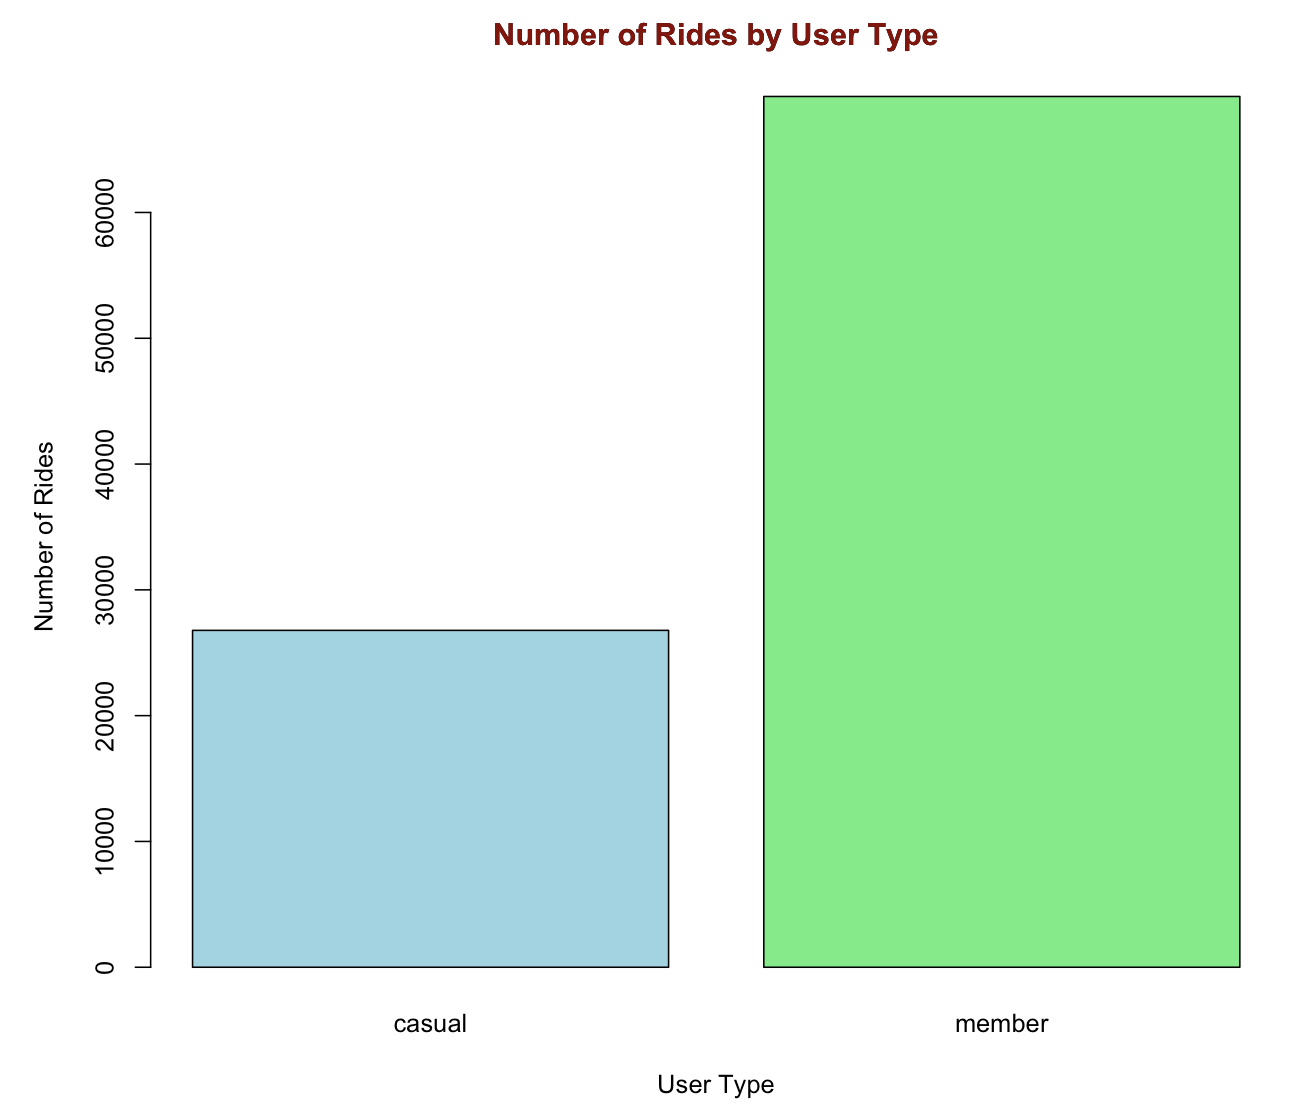 Number of Rides by User Type
Number of Rides
60000
50000
40000
30000
20000
10000
0
casual
member
User Type